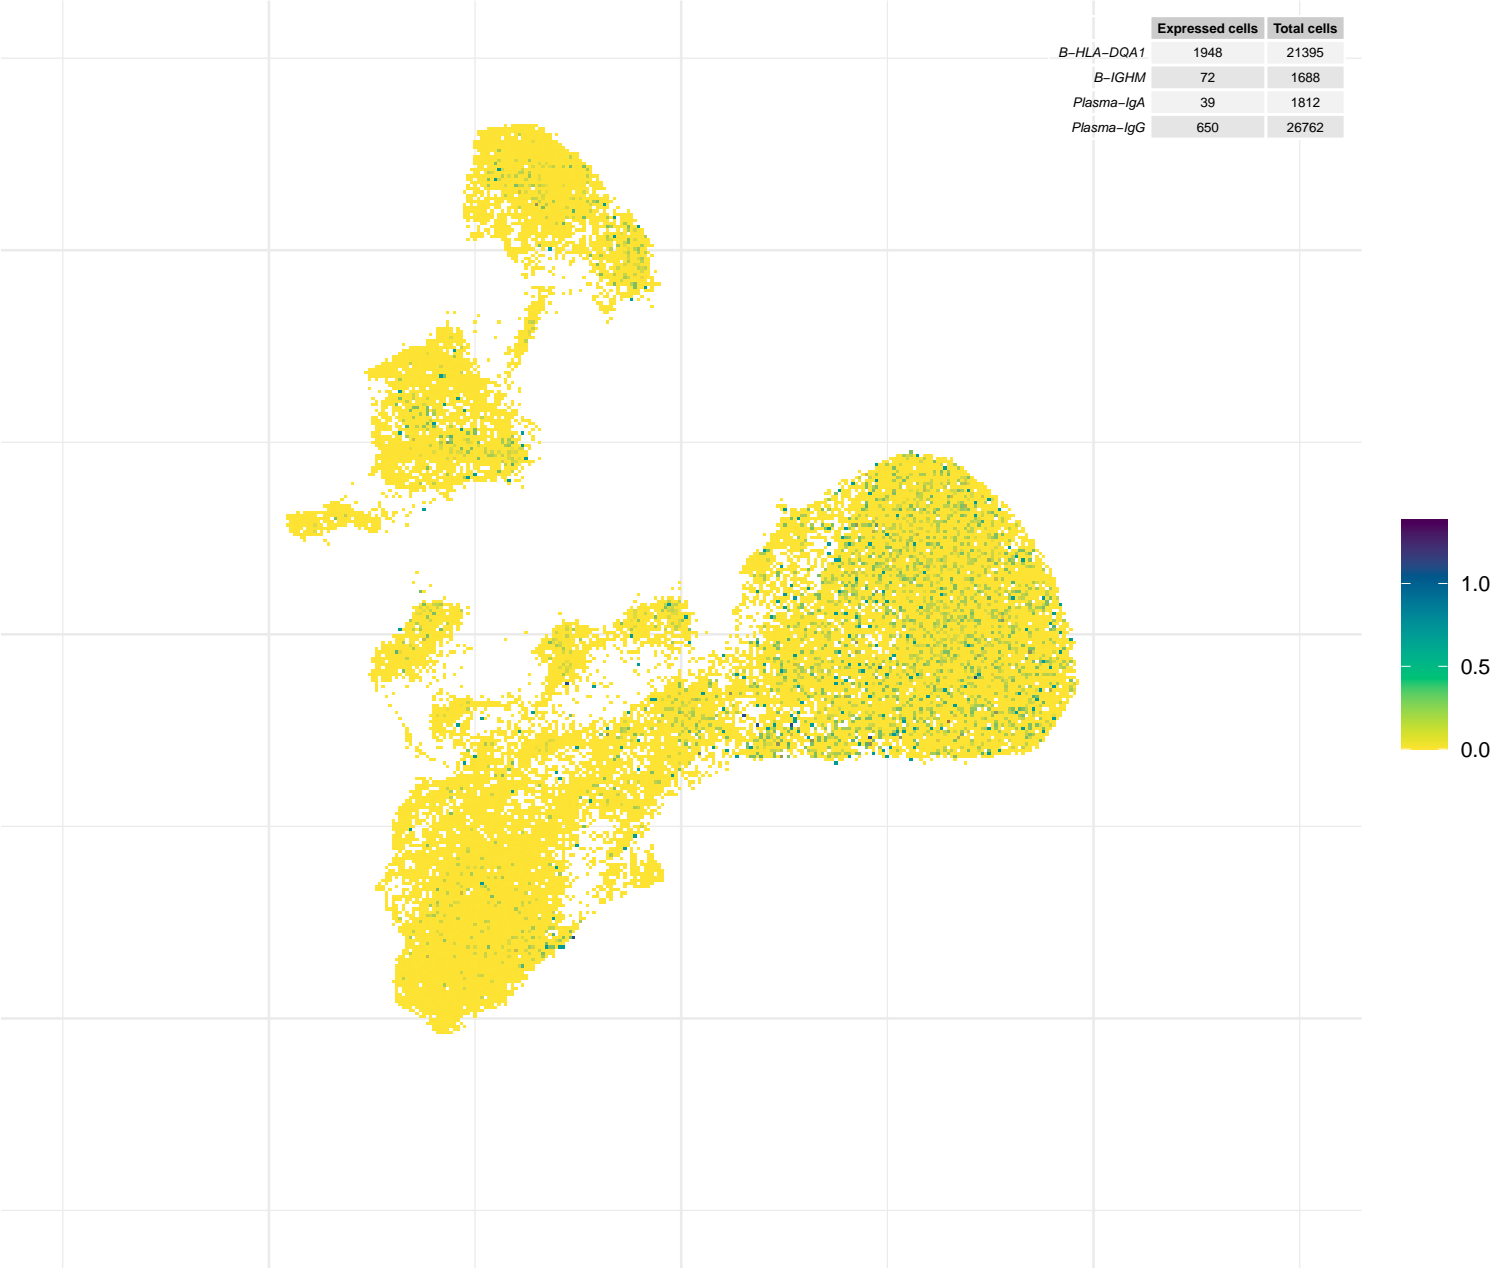 Expressed cells Total cells
B−HLA−DQA1 1948 21395
B−IGHM 72 1688
Plasma−IgA 39 1812
Plasma−IgG 650 26762
1.0
0.5
0.0